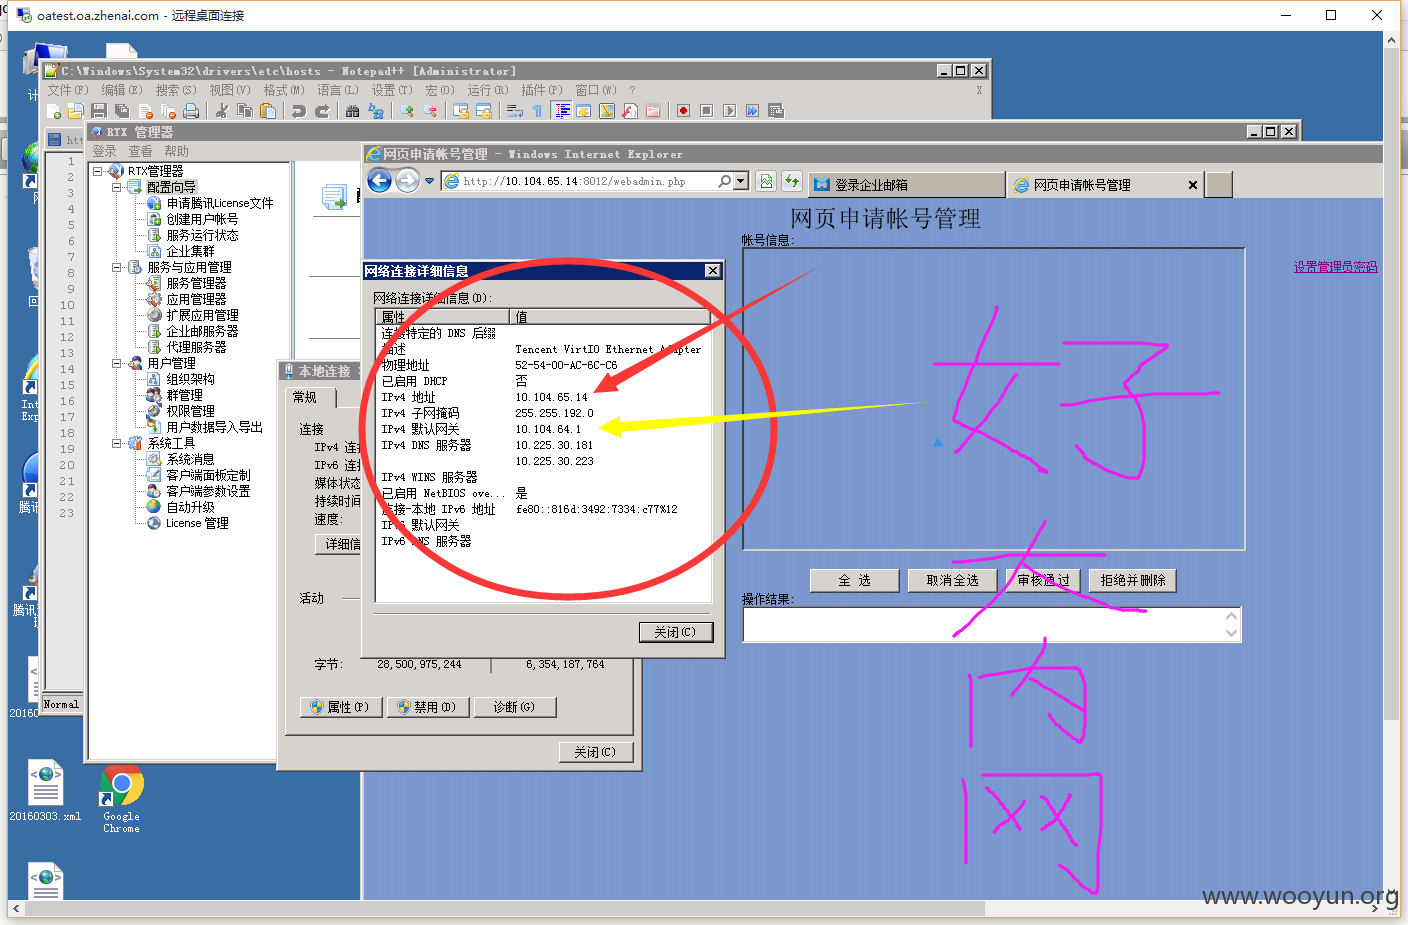 oatest.oa.zhenai.com - 远程桌面连接
C:\Windows\System32\drivers\etc\hosts - Notepad++ [Administrator]
文件(F) 编辑(E) 搜索(S) 视图(V) 格式(M) 语言(L) 设置(T) 宏(O) 运行(R) 插件(P) 窗口(W) ? X
RTX 管理器
登录 查看 帮助
1
2
3
4
5
6
7
8
9
10
11
12
13
14
15
16
17
18
19
20
21
22
23
Normal
RTX管理器
配置向导
申请腾讯License文件
创建用户帐号
服务运行状态
企业集群
服务与应用管理
服务管理器
应用管理器
扩展应用管理
企业邮服务器
代理服务器
用户管理
组织架构
群管理
权限管理
用户数据导入导出
系统工具
系统消息
客户端面板定制
客户端参数设置
自动升级
License 管理
网页申请帐号管理 - Windows Internet Explorer
http://10.104.65.14:8012/webadmin.php
登录企业邮箱
网页申请帐号管理
网页申请帐号管理
帐号信息:
设置管理员密码
全 选 取消全选 审核通过 拒绝并删除
操作结果:
本地连接
常规
连接
IPv4 连
IPv6 连
媒体状态
持续时间
速度:
详细信
活动
字节: 28,500,975,244 6,354,187,764
属性(P) 禁用(D) 诊断(G)
关闭(C)
网络连接详细信息
网络连接详细信息(D):
属性 值
连接特定的 DNS 后缀
描述 Tencent VirtIO Ethernet Adapter
物理地址 52-54-00-AC-6C-C6
已启用 DHCP 否
IPv4 地址 10.104.65.14
IPv4 子网掩码 255.255.192.0
IPv4 默认网关 10.104.64.1
IPv4 DNS 服务器 10.225.30.181
10.225.30.223
IPv4 WINS 服务器
已启用 NetBIOS ove... 是
连接-本地 IPv6 地址 fe80::816d:3492:7334:c77%12
IPv6 默认网关
IPv6 DNS 服务器
关闭(C)
好
大
内
网
20160303.xml
Google
Chrome
www.wooyun.org